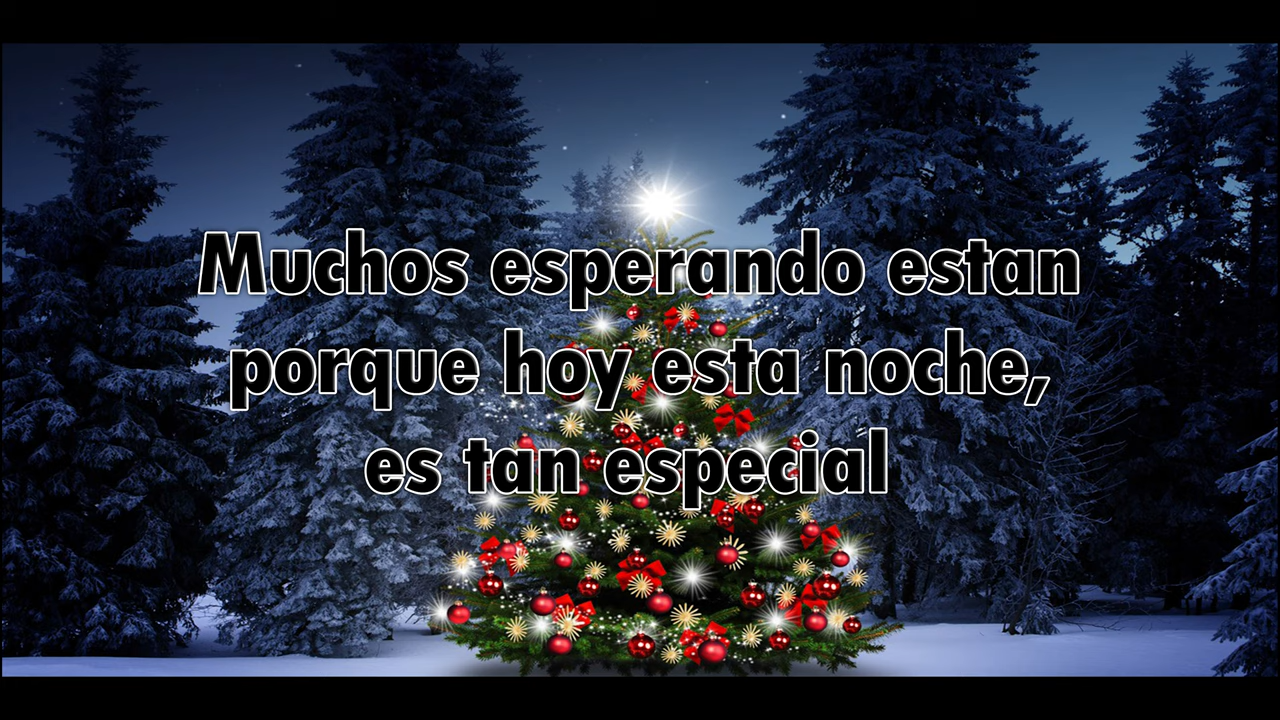 Muchos esperando estan
porque hoy esta noche,
es tan especial